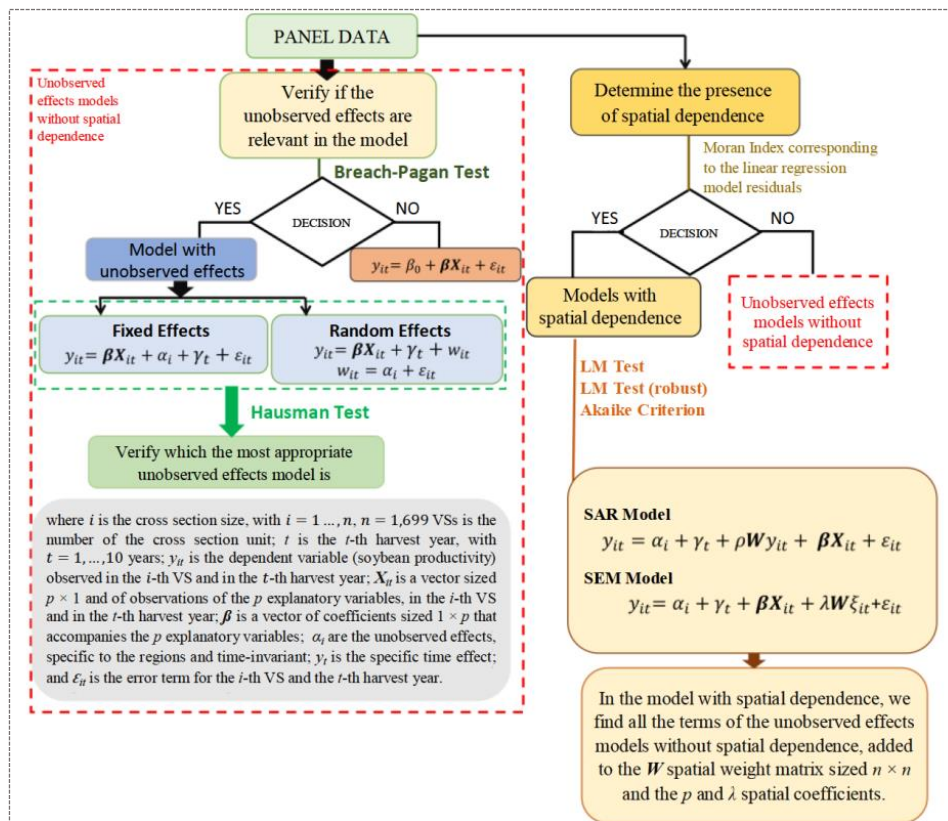 PANEL DATA
Unobserved
effects models
without spatial
dependence
Verify if the
unobserved effects are
relevant in the model
Breach-Pagan Test
YES
DECISION
NO
Model with
unobserved effects
yᵢₜ = β₀ + βXᵢₜ + εᵢₜ
Fixed Effects
yᵢₜ = βXᵢₜ + αᵢ + γₜ + εᵢₜ
Random Effects
yᵢₜ = βXᵢₜ + γₜ + wᵢₜ
wᵢₜ = αᵢ + εᵢₜ
Hausman Test
Verify which the most appropriate
unobserved effects model is
where i is the cross section size, with i = 1 …, n, n = 1,699 VSs is the
number of the cross section unit; t is the t-th harvest year, with
t = 1, …,10 years; yᵢₜ is the dependent variable (soybean productivity)
observed in the i-th VS and in the t-th harvest year; Xᵢₜ is a vector sized
p × 1 and of observations of the p explanatory variables, in the i-th VS
and in the t-th harvest year; β is a vector of coefficients sized 1 × p that
accompanies the p explanatory variables; αᵢ are the unobserved effects,
specific to the regions and time-invariant; yₜ is the specific time effect;
and εᵢₜ is the error term for the i-th VS and the t-th harvest year.
Determine the presence
of spatial dependence
Moran Index corresponding
to the linear regression
model residuals
YES
DECISION
NO
Models with
spatial dependence
Unobserved effects
models without
spatial dependence
LM Test
LM Test (robust)
Akaike Criterion
SAR Model
yᵢₜ = αᵢ + γₜ + ρWyᵢₜ + βXᵢₜ + εᵢₜ
SEM Model
yᵢₜ= αᵢ + γₜ + βXᵢₜ + λWξᵢₜ+εᵢₜ
In the model with spatial dependence, we
find all the terms of the unobserved effects
models without spatial dependence, added
to the W spatial weight matrix sized n × n
and the p and λ spatial coefficients.